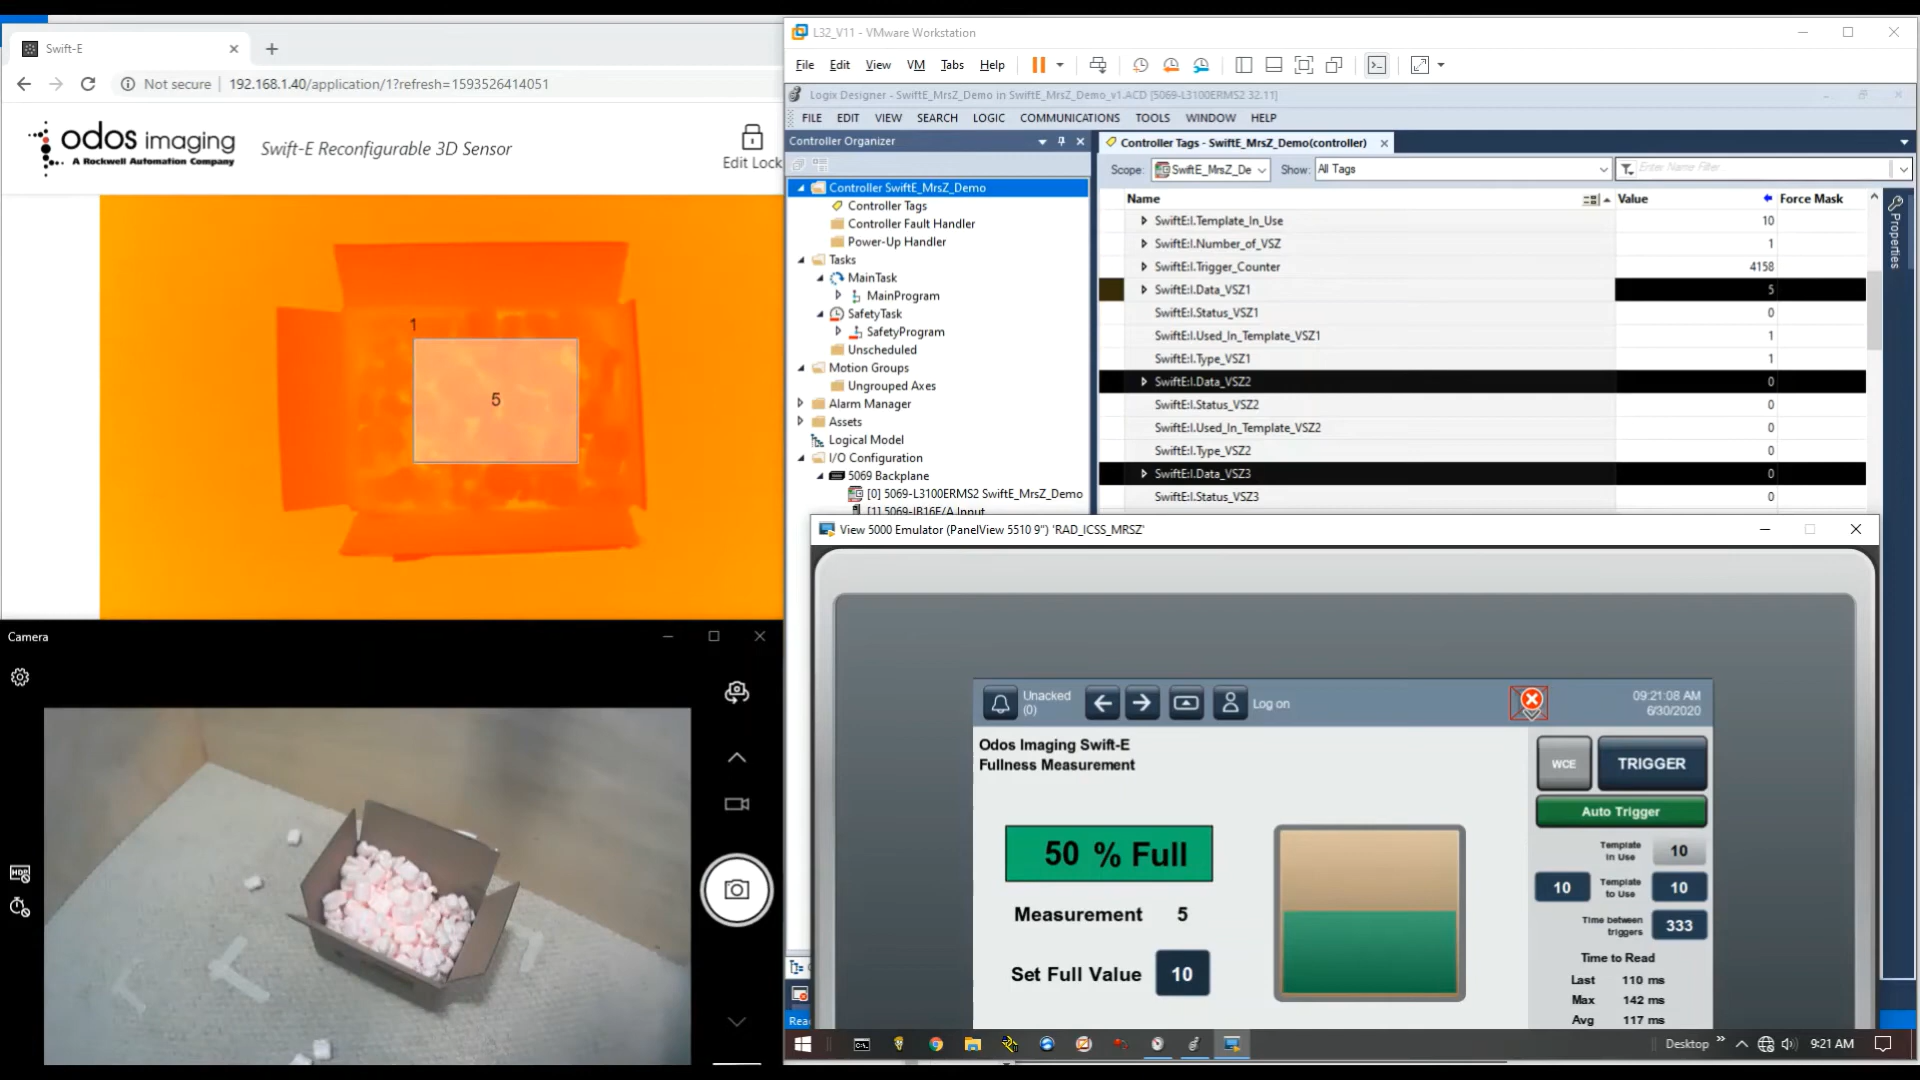 Swift-E
Not secure
192.168.1.40/application/1?refresh=1593526414051
odos imaging
A Rockwell Automation Company
Swift-E Reconfigurable 3D Sensor
Edit Lock
1
5
Camera
L32_V11 - VMware Workstation
File Edit View VM Tabs Help
Logix Designer - SwiftE_MrsZ_Demo in SwiftE_MrsZ_Demo_v1.ACD [5069-L3100ERMS2 32.11]
FILE EDIT VIEW SEARCH LOGIC COMMUNICATIONS TOOLS WINDOW HELP
Controller Organizer
Controller SwiftE_MrsZ_Demo
Controller Tags
Controller Fault Handler
Power-Up Handler
Tasks
MainTask
MainProgram
SafetyTask
SafetyProgram
Unscheduled
Motion Groups
Ungrouped Axes
Alarm Manager
Assets
Logical Model
I/O Configuration
5069 Backplane
[0] 5069-L3100ERMS2 SwiftE_MrsZ_Demo
[1] 5069-IB16F/A Input
Controller Tags - SwiftE_MrsZ_Demo(controller)
Scope: SwiftE_MrsZ_De Show: All Tags Enter Name Filter...
Name Value Force Mask
SwiftE:I.Template_In_Use 10
SwiftE:I.Number_of_VSZ 1
SwiftE:I.Trigger_Counter 4158
SwiftE:I.Data_VSZ1 5
SwiftE:I.Status_VSZ1 0
SwiftE:I.Used_In_Template_VSZ1 1
SwiftE:I.Type_VSZ1 1
SwiftE:I.Data_VSZ2 0
SwiftE:I.Status_VSZ2 0
SwiftE:I.Used_In_Template_VSZ2 0
SwiftE:I.Type_VSZ2 0
SwiftE:I.Data_VSZ3 0
SwiftE:I.Status_VSZ3 0
Properties
View 5000 Emulator (PanelView 5510 9") 'RAD_ICSS_MRSZ'
Unacked
(0)
Log on
09:21:08 AM
6/30/2020
Odos Imaging Swift-E
Fullness Measurement
WCE
TRIGGER
Auto Trigger
50 % Full
Measurement 5
Set Full Value 10
Template
in Use 10
10 Template
to Use 10
Time between
triggers 333
Time to Read
Last 110 ms
Max 142 ms
Avg 117 ms
Rea
Desktop
9:21 AM